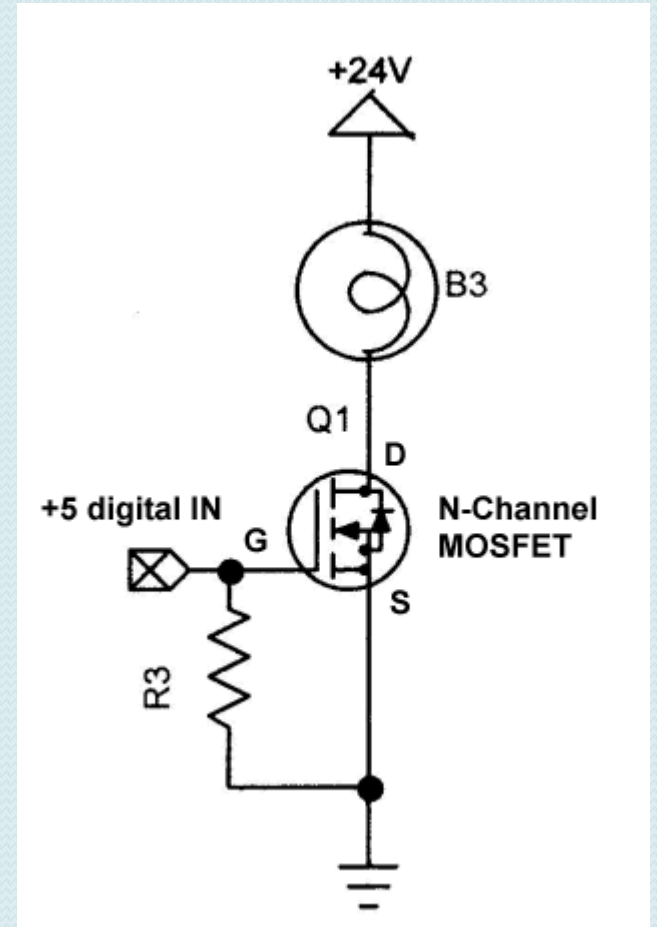 +24V
B3
Q1
D
+5 digital IN
G
N-Channel
MOSFET
S
R3